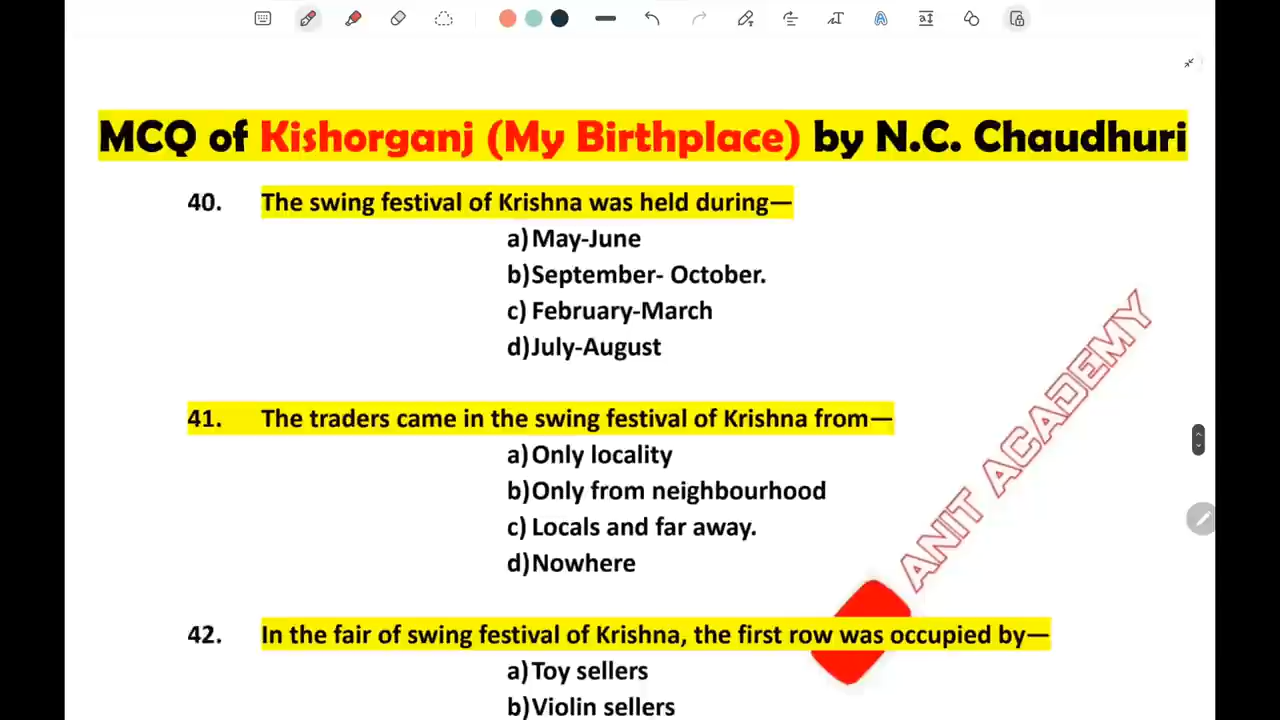 MCQ of Kishorganj (My Birthplace) by N.C. Chaudhuri
40. The swing festival of Krishna was held during—
a) May-June
b) September- October.
c) February-March
d) July-August
41. The traders came in the swing festival of Krishna from—
a) Only locality
b) Only from neighbourhood
c) Locals and far away.
d) Nowhere
42. In the fair of swing festival of Krishna, the first row was occupied by—
a) Toy sellers
b) Violin sellers
ANIT ACADEMY